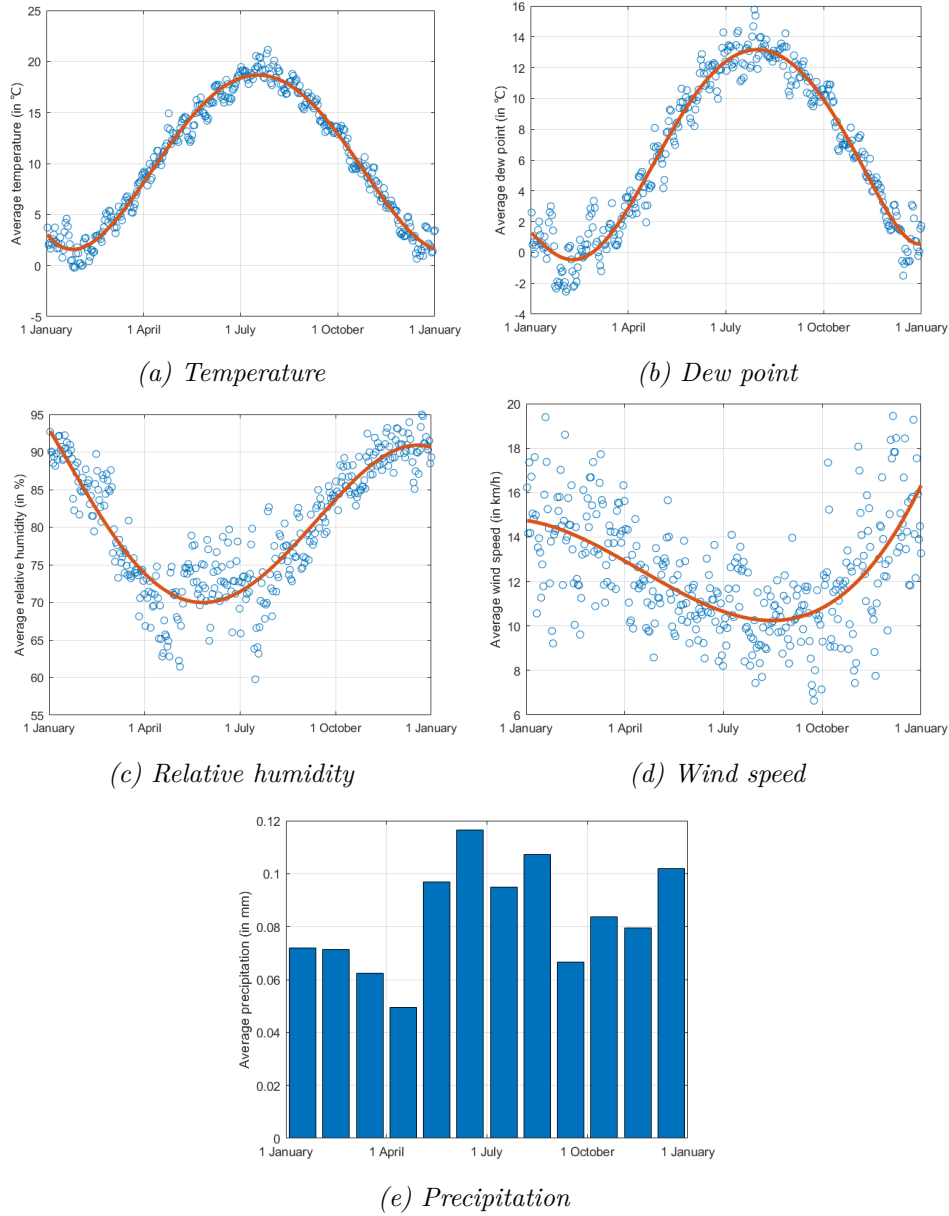 25
20
15
10
5
0
-5
Average temperature (in °C)
1 January
1 April
1 July
1 October
1 January
(a) Temperature
16
14
12
10
8
6
4
2
0
-2
-4
Average dew point (in °C)
1 January
1 April
1 July
1 October
1 January
(b) Dew point
95
90
85
80
75
70
65
60
55
Average relative humidity (in %)
1 January
1 April
1 July
1 October
1 January
(c) Relative humidity
20
18
16
14
12
10
8
6
Average wind speed (in km/h)
1 January
1 April
1 July
1 October
1 January
(d) Wind speed
0.12
0.1
0.08
0.06
0.04
0.02
0
Average precipitation (in mm)
1 January
1 April
1 July
1 October
1 January
(e) Precipitation